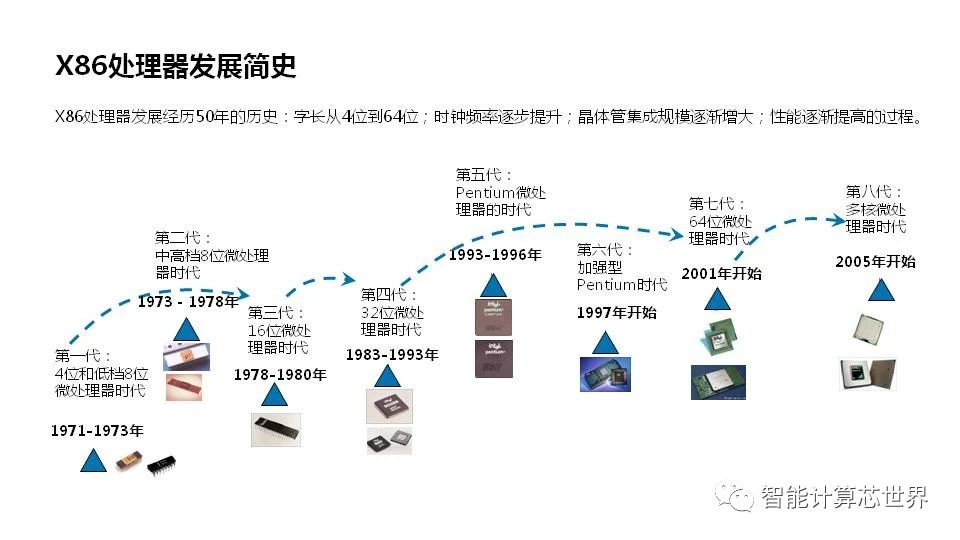 X86处理器发展简史
X86处理器发展经历50年的历史：字长从4位到64位；时钟频率逐步提升；晶体管集成规模逐渐增大；性能逐渐提高的过程。
第一代：
4位和低档8位
微处理器时代
1971-1973年
第二代：
中高档8位微处理
器时代
1973 - 1978年
第三代：
16位微处
理器时代
1978-1980年
第四代：
32位微处
理器时代
1983-1993年
第五代：
Pentium微处
理器的时代
1993-1996年
intel
pentium
intel
pentium
第六代：
加强型
Pentium时代
1997年开始
第七代：
64位微处
理器时代
2001年开始
第八代：
多核微处
理器时代
2005年开始
智能计算芯世界